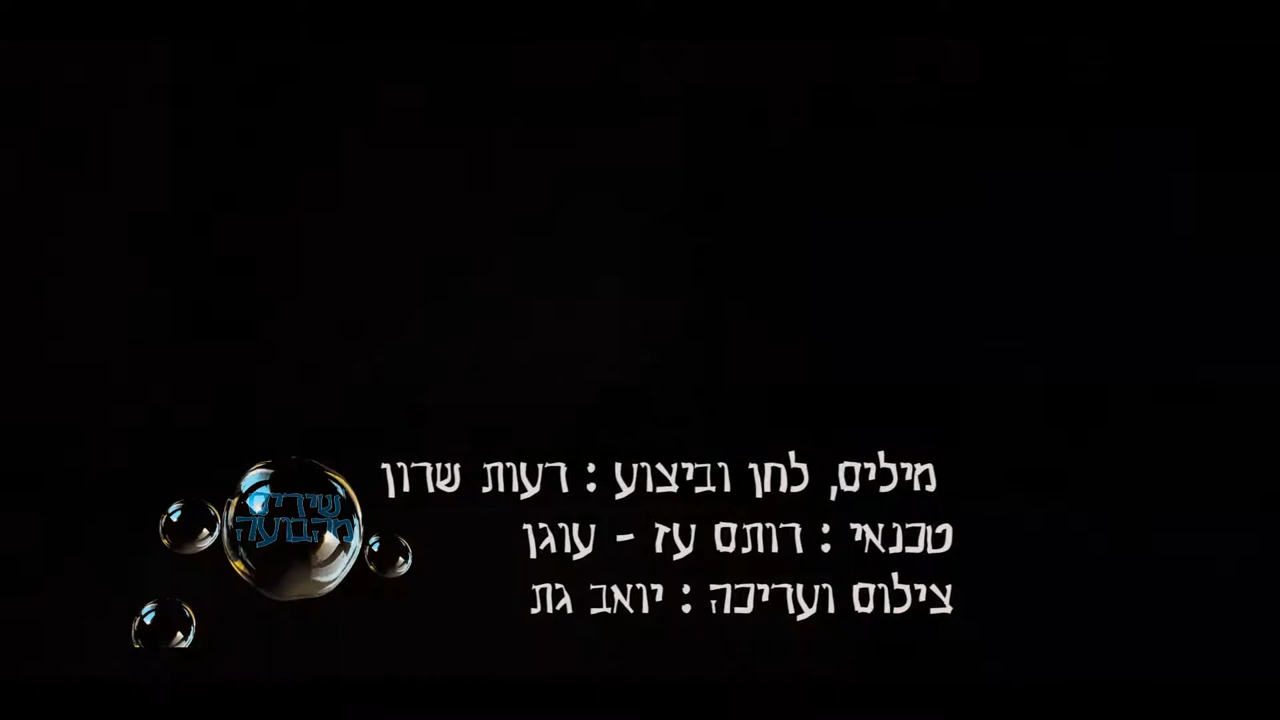 מילים, לחן וביצוע : רעות שרון
טכנאי : רותם עז - עוגן
צילום ועריכה : יואב גת
שירים
מהבועה